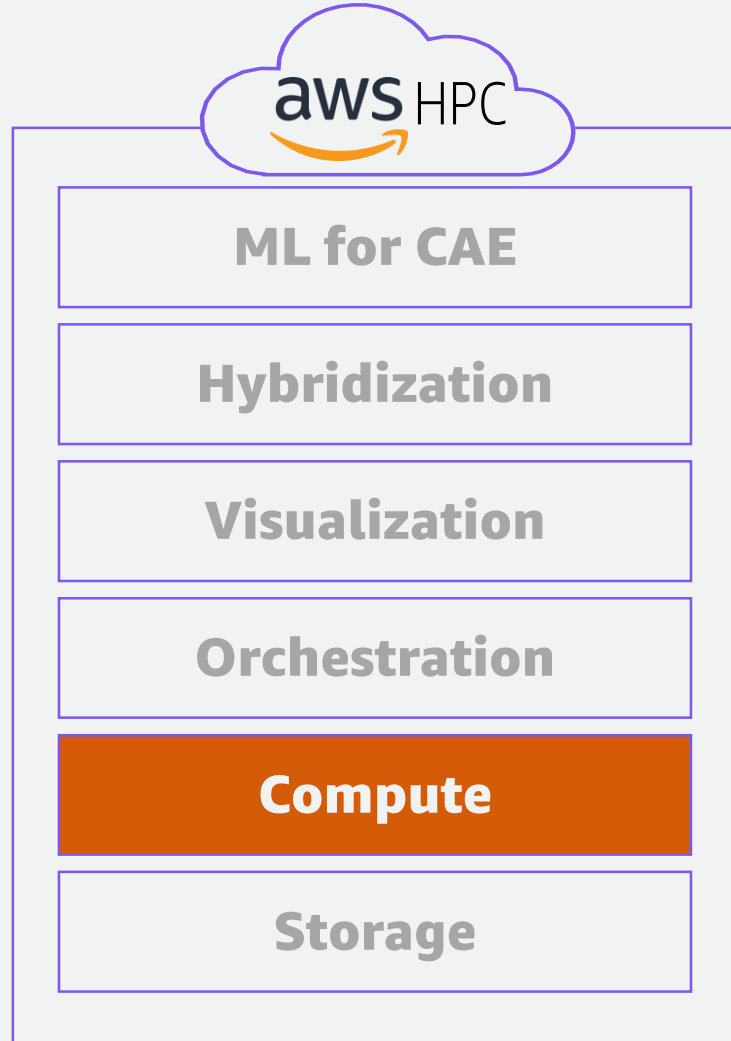 aws HPC
ML for CAE
Hybridization
Visualization
Orchestration
Compute
Storage